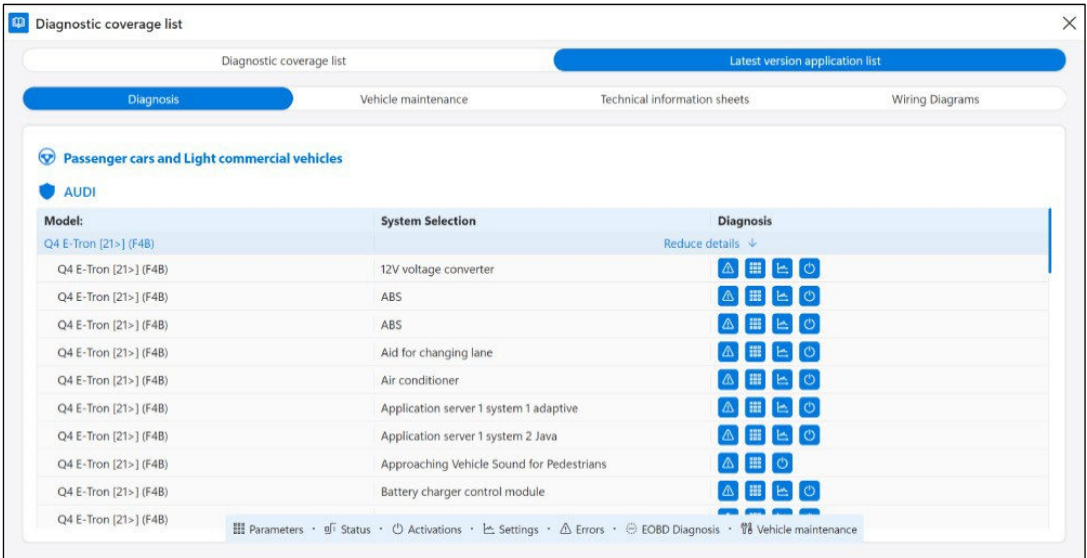 Diagnostic coverage list
Diagnostic coverage list Latest version application list
Diagnosis Vehicle maintenance Technical information sheets Wiring Diagrams
Passenger cars and Light commercial vehicles
AUDI
Model: System Selection Diagnosis
Q4 E-Tron [21>] (F4B) Reduce details ↓
Q4 E-Tron [21>] (F4B) 12V voltage converter
Q4 E-Tron [21>] (F4B) ABS
Q4 E-Tron [21>] (F4B) ABS
Q4 E-Tron [21>] (F4B) Aid for changing lane
Q4 E-Tron [21>] (F4B) Air conditioner
Q4 E-Tron [21>] (F4B) Application server 1 system 1 adaptive
Q4 E-Tron [21>] (F4B) Application server 1 system 2 Java
Q4 E-Tron [21>] (F4B) Approaching Vehicle Sound for Pedestrians
Q4 E-Tron [21>] (F4B) Battery charger control module
Q4 E-Tron [21>] (F4B)
Parameters · Status · Activations · Settings · Errors · EOBD Diagnosis · Vehicle maintenance